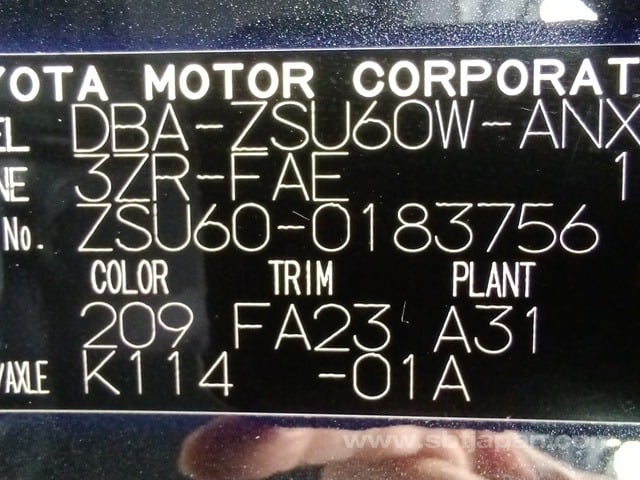 YOTA MOTOR CORPORAT
EL DBA-ZSU60W-ANX
NE 3ZR-FAE 1
No. ZSU60-0183756
COLOR TRIM PLANT
209 FA23 A31
/AXLE K114 -01A
www.sbtjapan.com